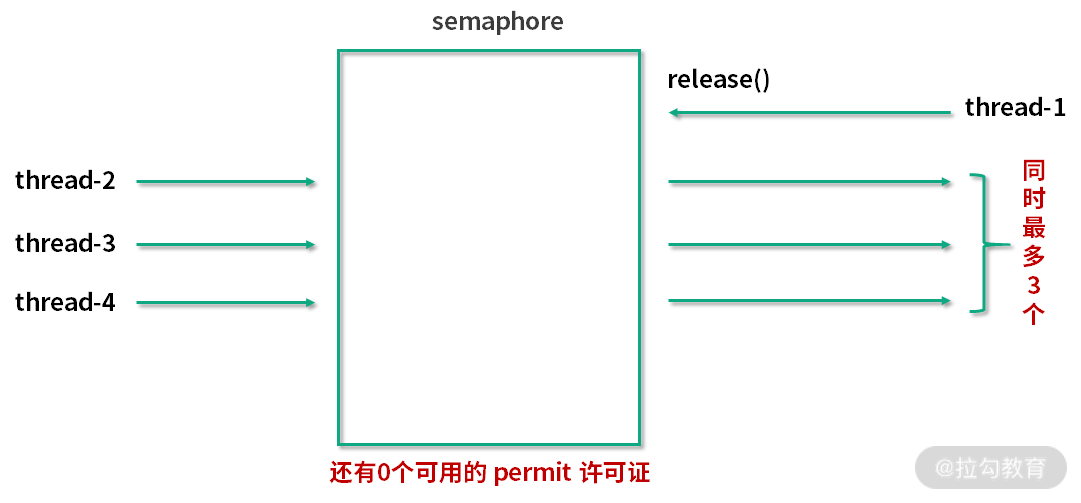 semaphore
release()
thread-1
thread-2
thread-3
thread-4
同时最多3个
还有0个可用的 permit 许可证
@拉勾教育